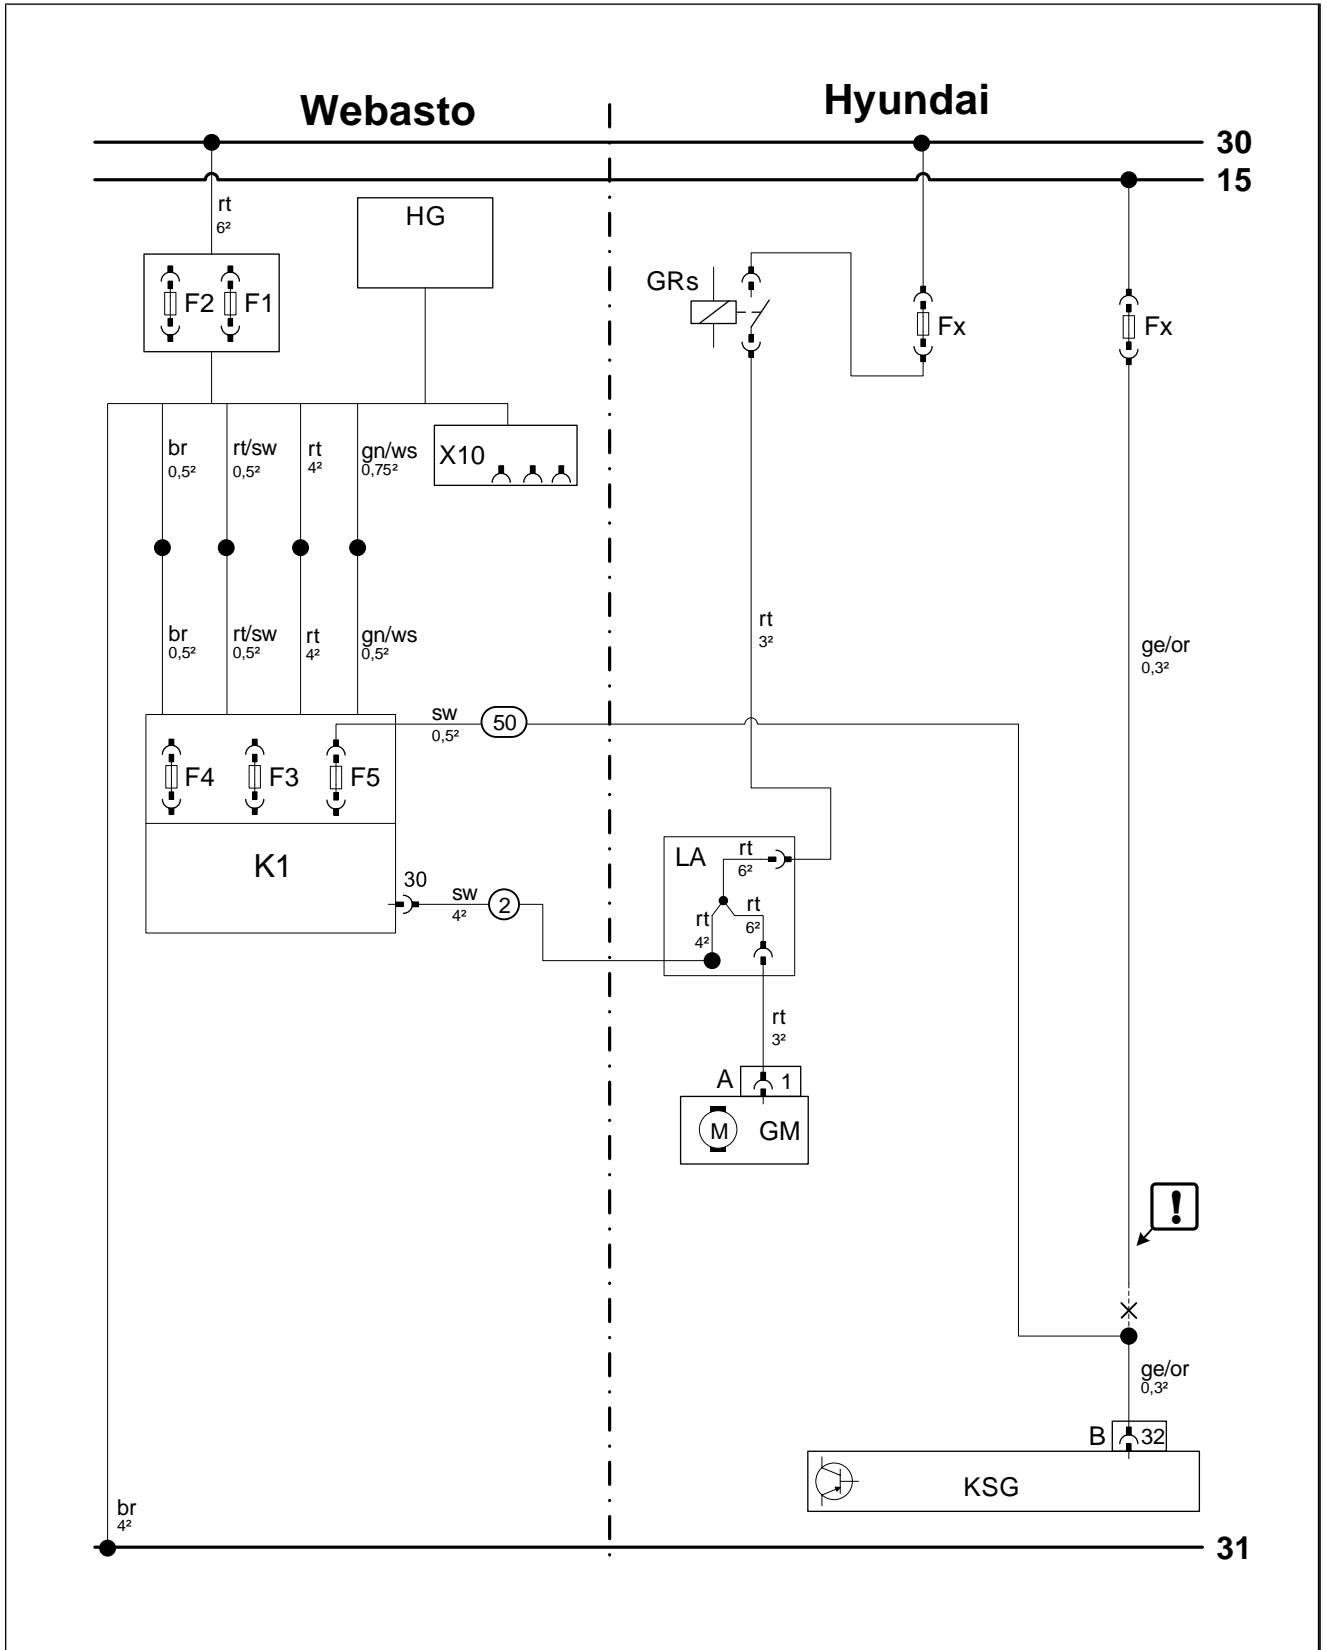 Webasto
Hyundai
30
15
rt
6²
HG
F2
F1
GRs
Fx
Fx
br
0,5²
rt/sw
0,5²
rt
4²
gn/ws
0,75²
X10
br
0,5²
rt/sw
0,5²
rt
4²
gn/ws
0,5²
rt
3²
ge/or
0,3²
sw
0,5²
50
F4
F3
F5
K1
30
sw
4²
2
LA
rt
6²
rt
4²
rt
6²
rt
3²
A
1
M
GM
!
ge/or
0,3²
B
32
KSG
br
4²
31